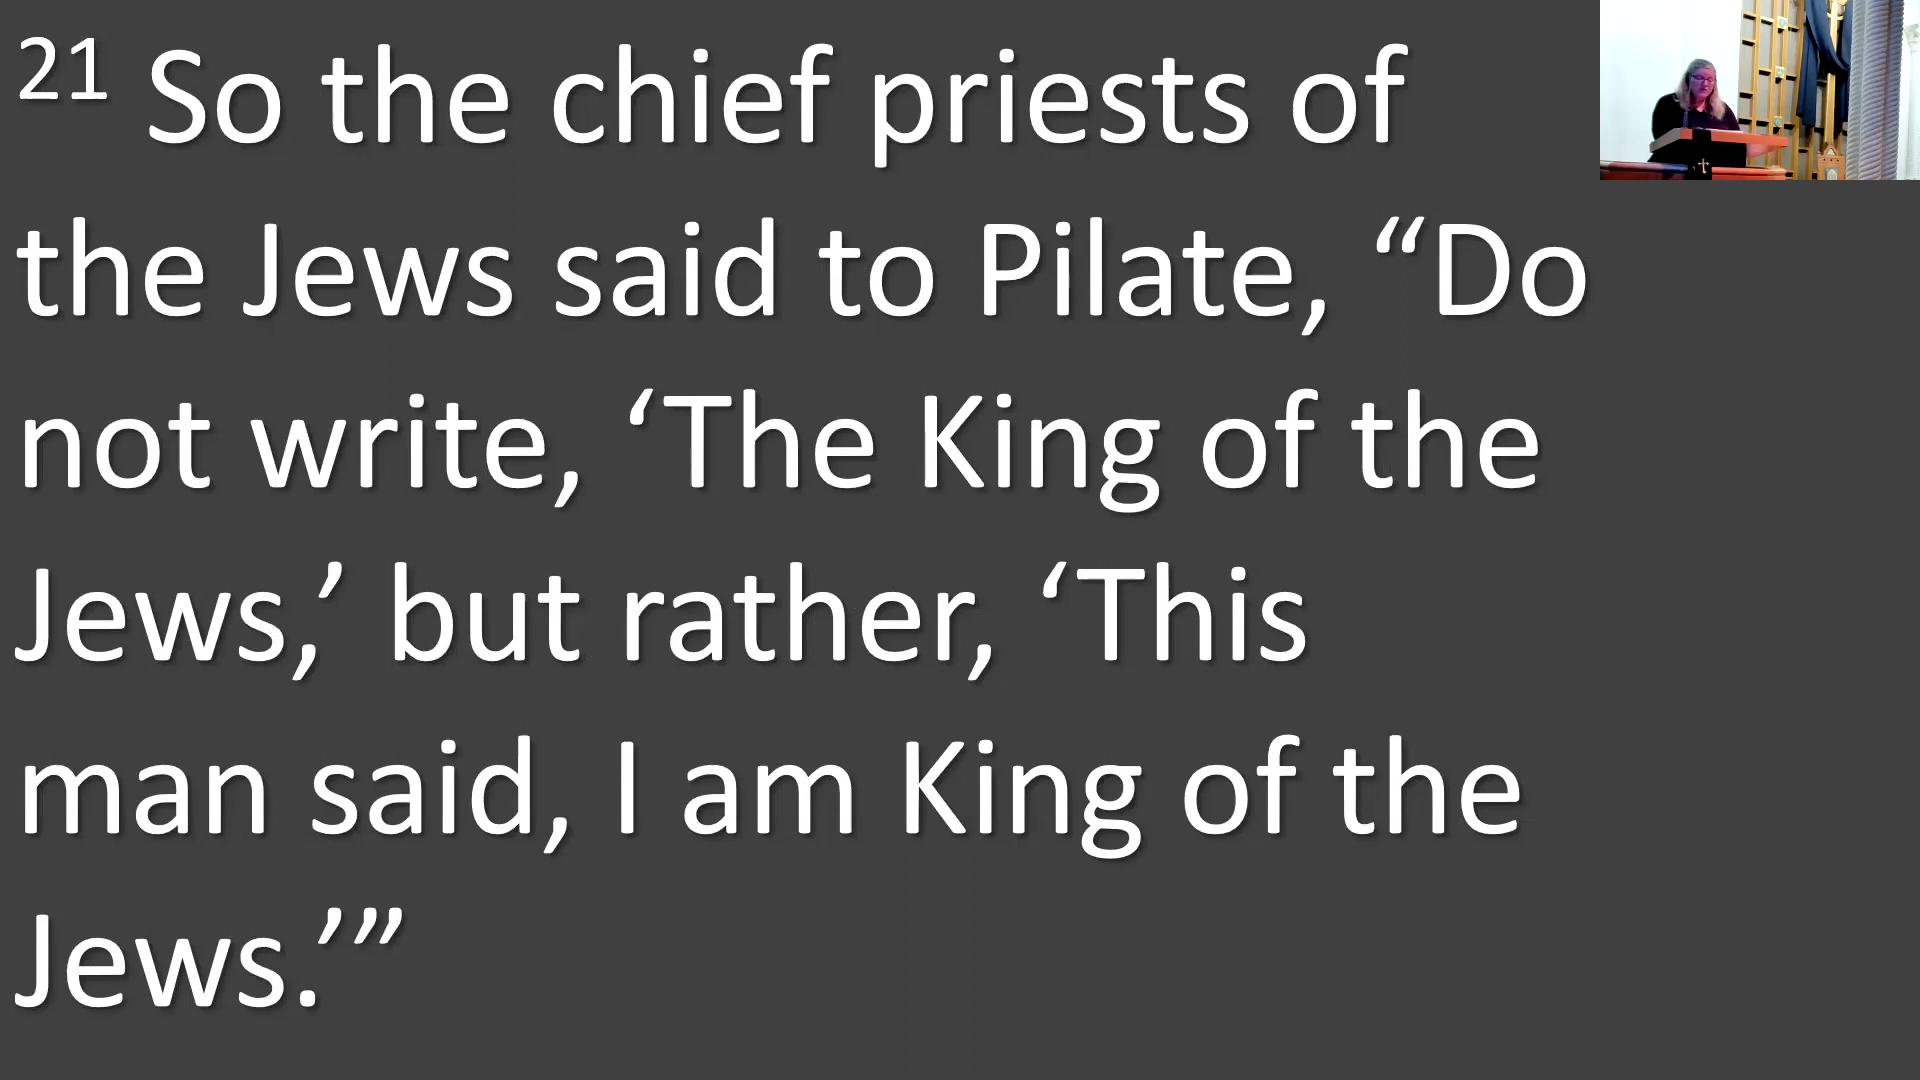 21 So the chief priests of
the Jews said to Pilate, “Do
not write, ‘The King of the
Jews,’ but rather, ‘This
man said, I am King of the
Jews.’”